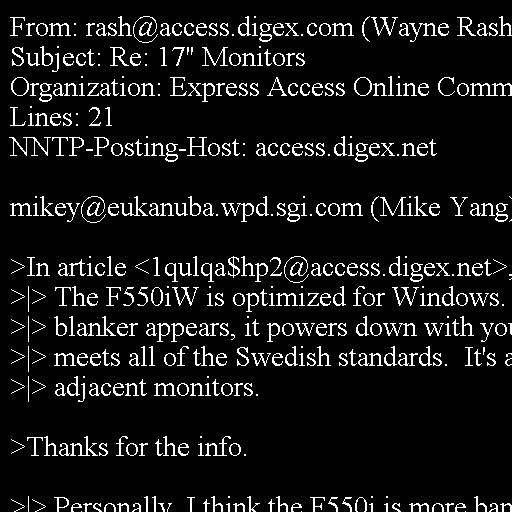 From: rash@access.digex.com (Wayne Rash
Subject: Re: 17" Monitors
Organization: Express Access Online Comm
Lines: 21
NNTP-Posting-Host: access.digex.net
mikey@eukanuba.wpd.sgi.com (Mike Yang)
>In article <1qulqa$hp2@access.digex.net>,
>|> The F550iW is optimized for Windows.
>|> blanker appears, it powers down with you
>|> meets all of the Swedish standards.  It's a
>|> adjacent monitors.
>Thanks for the info.
>|> Personally, I think the F550i is more ban